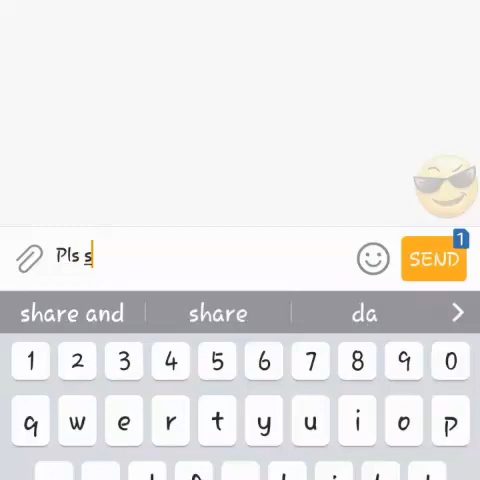 Pls s
1
SEND
share and share da
1 2 3 4 5 6 7 8 9 0
q w e r t y u i o p